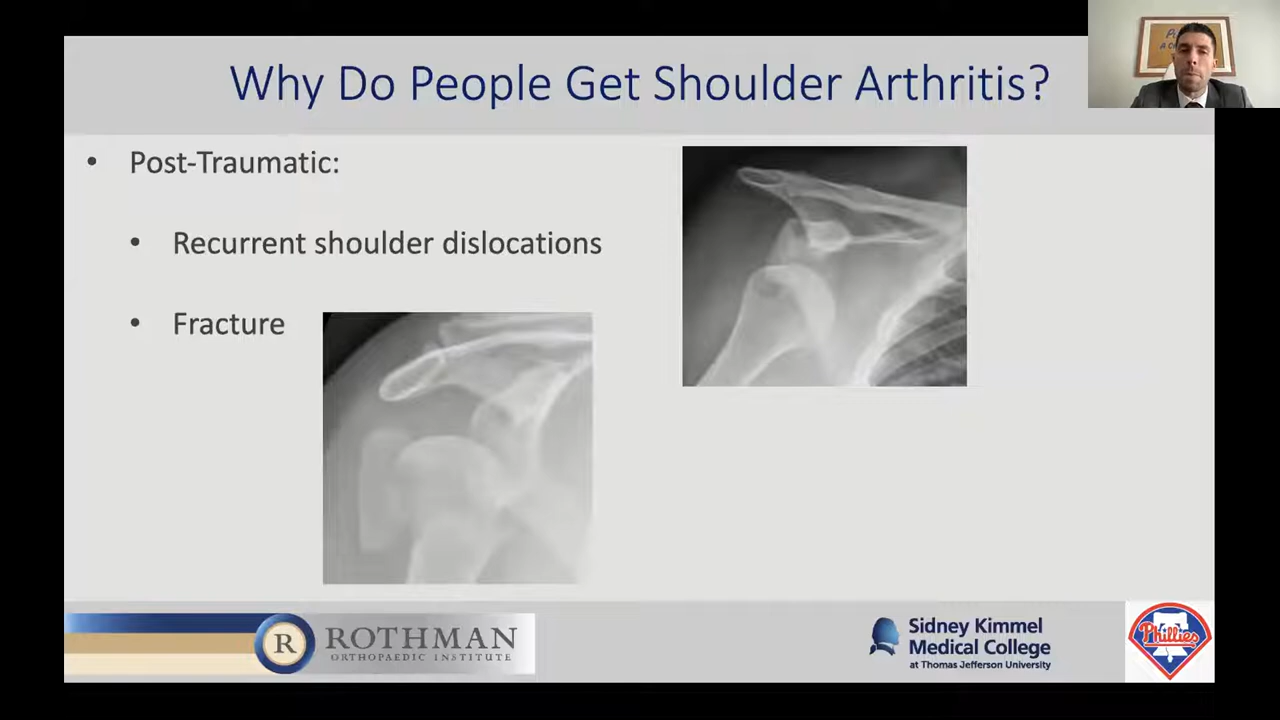 Why Do People Get Shoulder Arthritis?
• Post-Traumatic:
• Recurrent shoulder dislocations
• Fracture
R ROTHMAN
ORTHOPAEDIC INSTITUTE
Sidney Kimmel
Medical College
at Thomas Jefferson University
Phillies